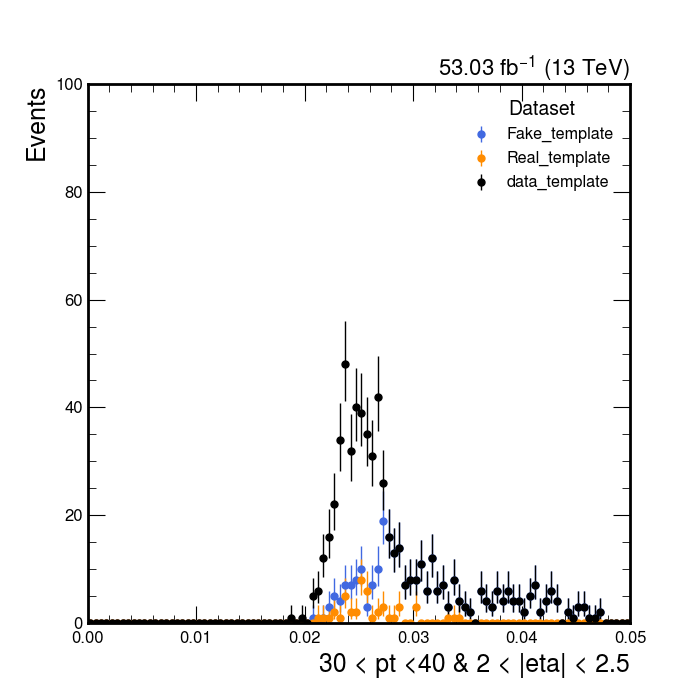 53.03 fb⁻¹ (13 TeV)
Events
100
80
60
40
20
0
Dataset
Fake_template
Real_template
data_template
0.00 0.01 0.02 0.03 0.04 0.05
30 < pt <40 & 2 < |eta| < 2.5